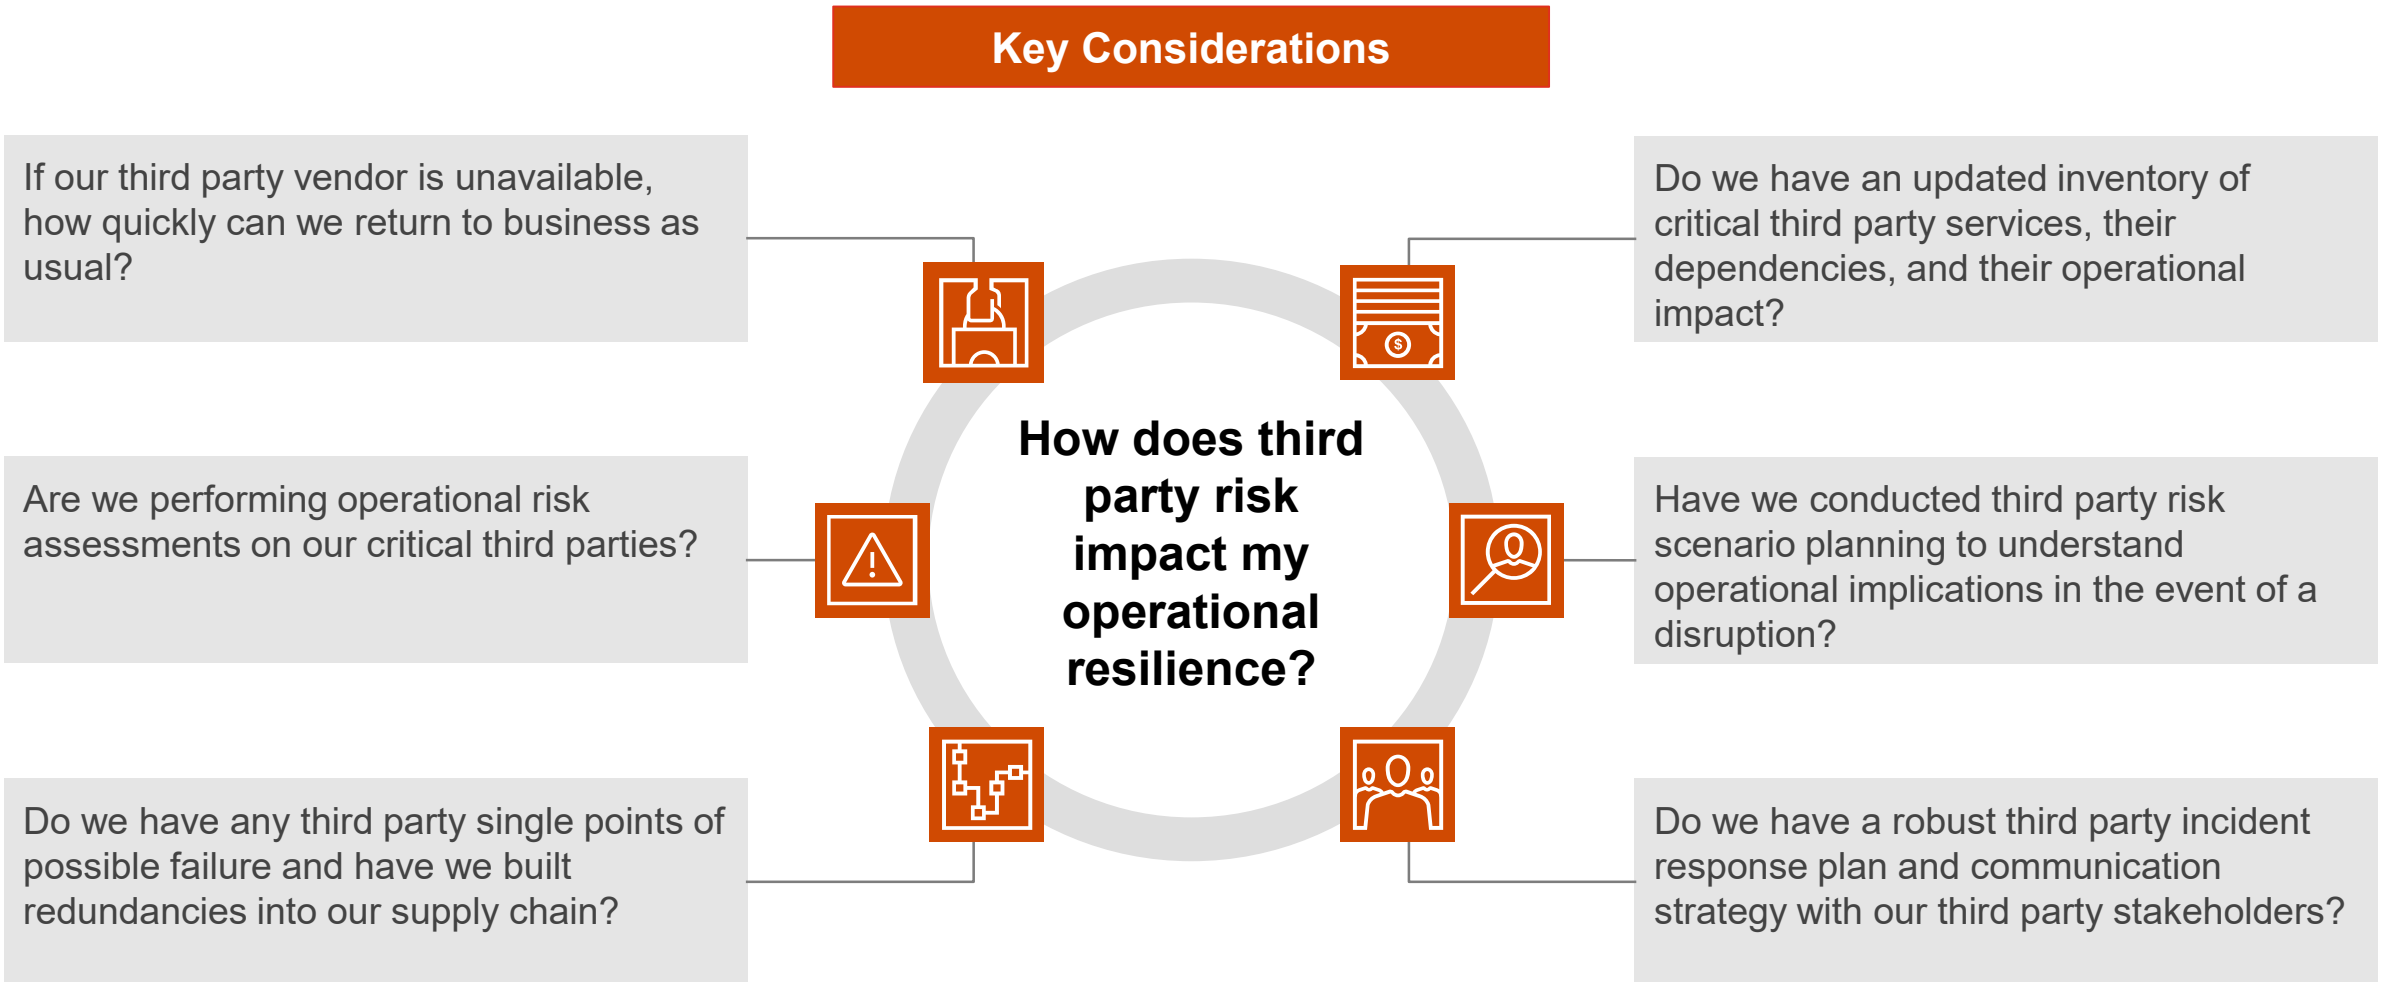 Key Considerations
If our third party vendor is unavailable,
how quickly can we return to business as
usual?
Do we have an updated inventory of
critical third party services, their
dependencies, and their operational
impact?
$
How does third
party risk
impact my
operational
resilience?
Are we performing operational risk
assessments on our critical third parties?
Have we conducted third party risk
scenario planning to understand
operational implications in the event of a
disruption?
Do we have any third party single points of
possible failure and have we built
redundancies into our supply chain?
Do we have a robust third party incident
response plan and communication
strategy with our third party stakeholders?